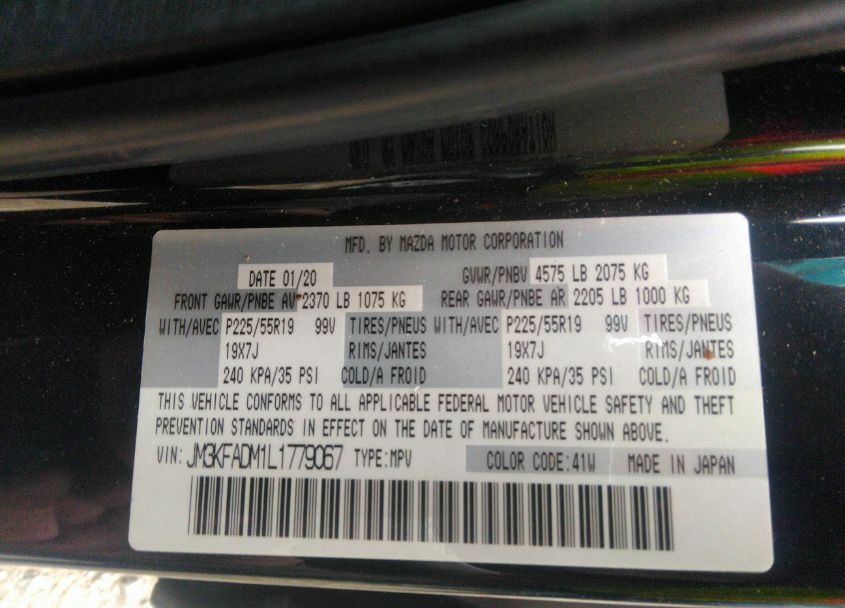 MFD. BY MAZDA MOTOR CORPORATION
DATE 01/20 GVWR/PNBV 4575 LB 2075 KG
FRONT GAWR/PNBE AV 2370 LB 1075 KG REAR GAWR/PNBE AR 2205 LB 1000 KG
WITH/AVEC P225/55R19 99V TIRES/PNEUS WITH/AVEC P225/55R19 99V TIRES/PNEUS
19X7J RIMS/JANTES 19X7J RIMS/JANTES
240 KPA/35 PSI COLD/A FROID 240 KPA/35 PSI COLD/A FROID
THIS VEHICLE CONFORMS TO ALL APPLICABLE FEDERAL MOTOR VEHICLE SAFETY AND THEFT
PREVENTION STANDARDS IN EFFECT ON THE DATE OF MANUFACTURE SHOWN ABOVE.
VIN: JM3KFADM1L1779067 TYPE:MPV COLOR CODE:41W MADE IN JAPAN